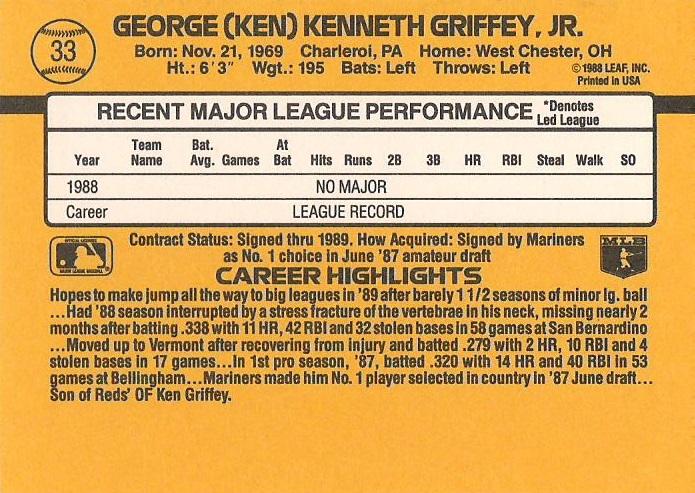 33
GEORGE (KEN) KENNETH GRIFFEY, JR.
Born: Nov. 21, 1969 Charleroi, PA Home: West Chester, OH
Ht.: 6'3" Wgt.: 195 Bats: Left Throws: Left
©1988 LEAF, INC.
Printed in USA
RECENT MAJOR LEAGUE PERFORMANCE *Denotes
Led League
Year Team Name Bat. Avg. Games At Bat Hits Runs 2B 3B HR RBI Steal Walk SO
1988 NO MAJOR
Career LEAGUE RECORD
Contract Status: Signed thru 1989. How Acquired: Signed by Mariners
as No. 1 choice in June '87 amateur draft
MLB
CAREER HIGHLIGHTS
Hopes to make jump all the way to big leagues in '89 after barely 1 1/2 seasons of minor lg. ball
...Had '88 season interrupted by a stress fracture of the vertebrae in his neck, missing nearly 2
months after batting .338 with 11 HR, 42 RBI and 32 stolen bases in 58 games at San Bernardino
...Moved up to Vermont after recovering from injury and batted .279 with 2 HR, 10 RBI and 4
stolen bases in 17 games...In 1st pro season, '87, batted .320 with 14 HR and 40 RBI in 53
games at Bellingham...Mariners made him No. 1 player selected in country in '87 June draft...
Son of Reds' OF Ken Griffey.